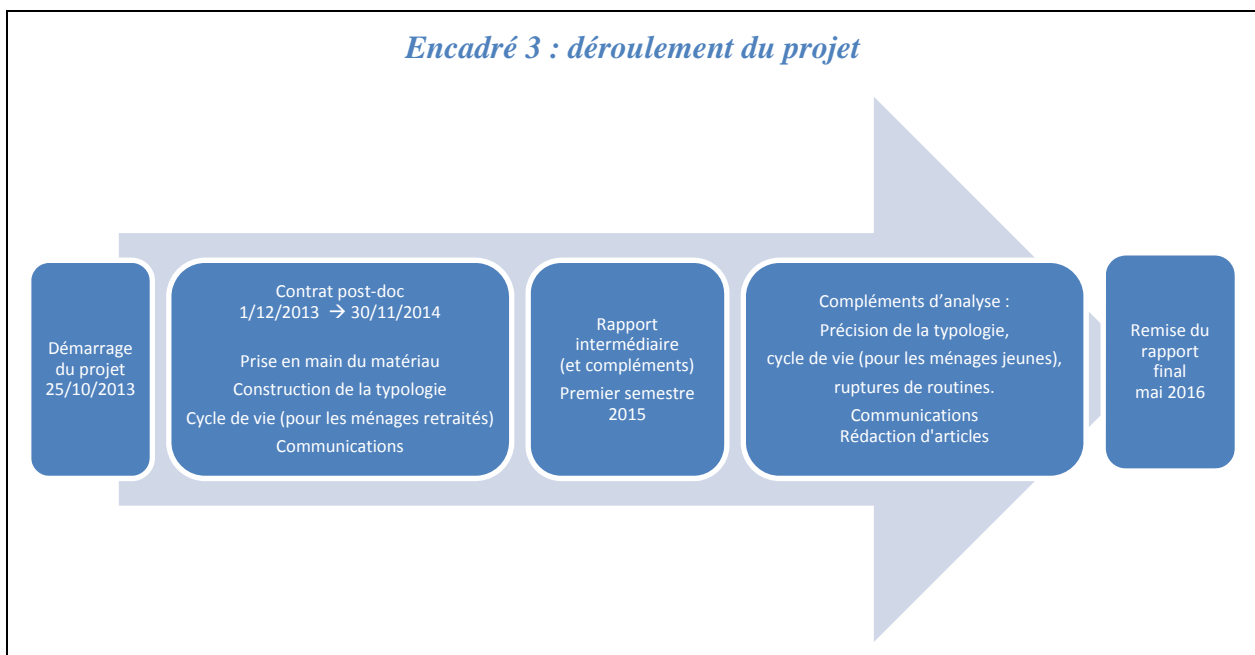 Encadré 3 : déroulement du projet
Démarrage
du projet
25/10/2013
Contrat post-doc
1/12/2013 → 30/11/2014
Prise en main du matériau
Construction de la typologie
Cycle de vie (pour les ménages retraités)
Communications
Rapport
intermédiaire
(et compléments)
Premier semestre
2015
Compléments d’analyse :
Précision de la typologie,
cycle de vie (pour les ménages jeunes),
ruptures de routines.
Communications
Rédaction d'articles
Remise du
rapport
final
mai 2016